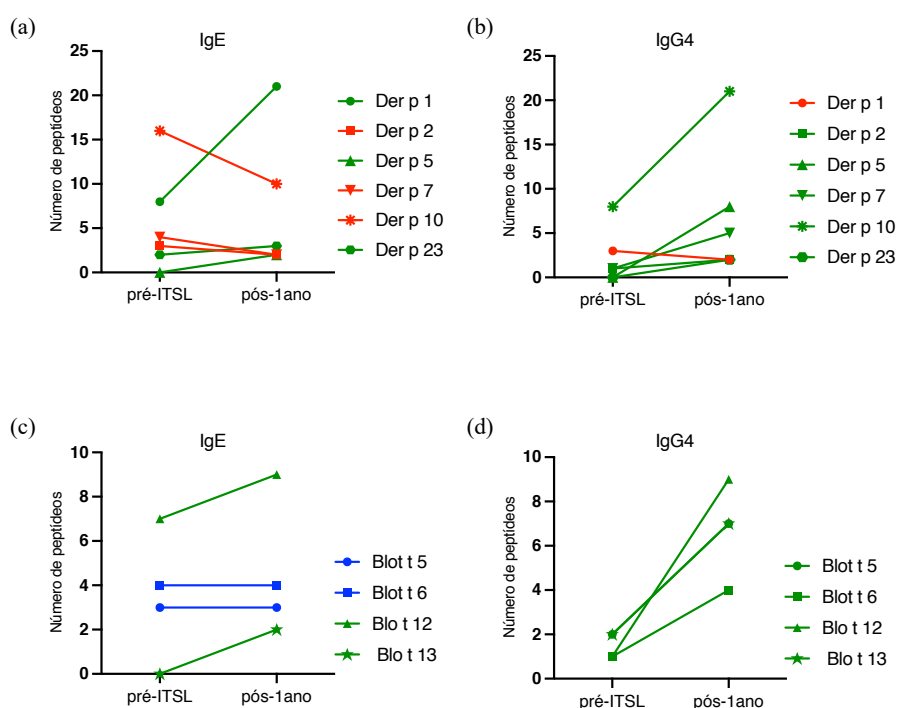 (a)
IgE
Número de peptídeos
25
20
15
10
5
0
pré-ITSL
pós-1ano
Der p 1
Der p 2
Der p 5
Der p 7
Der p 10
Der p 23
(b)
IgG4
Número de peptídeos
25
20
15
10
5
0
pré-ITSL
pós-1ano
Der p 1
Der p 2
Der p 5
Der p 7
Der p 10
Der p 23
(c)
IgE
Número de peptídeos
10
8
6
4
2
0
pré-ITSL
pós-1ano
Blot t 5
Blot t 6
Blo t 12
Blo t 13
(d)
IgG4
Número de peptídeos
10
8
6
4
2
0
pré-ITSL
pós-1ano
Blot t 5
Blot t 6
Blo t 12
Blo t 13